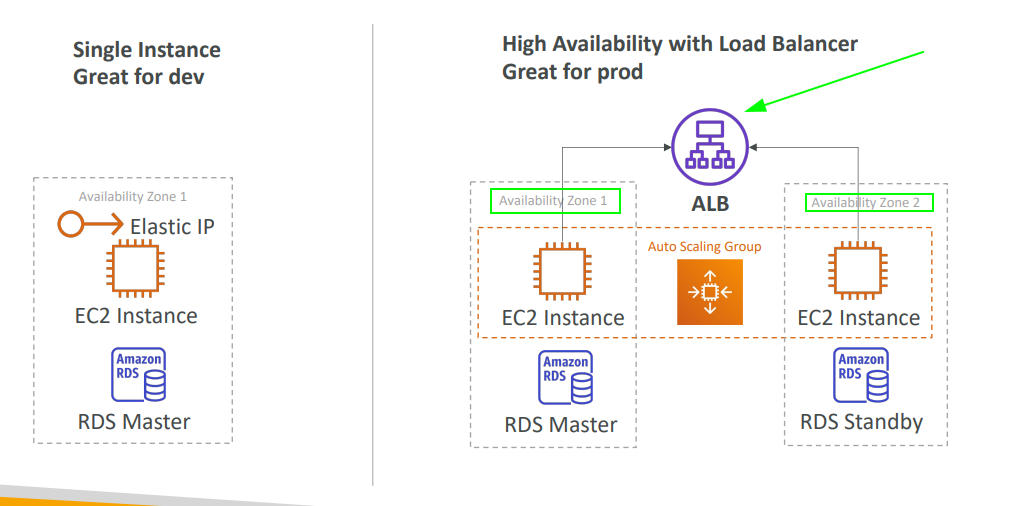 Single Instance
Great for dev
Availability Zone 1
Elastic IP
EC2 Instance
Amazon
RDS
RDS Master
High Availability with Load Balancer
Great for prod
ALB
Availability Zone 1
Availability Zone 2
Auto Scaling Group
EC2 Instance
EC2 Instance
Amazon
RDS
RDS Master
Amazon
RDS
RDS Standby